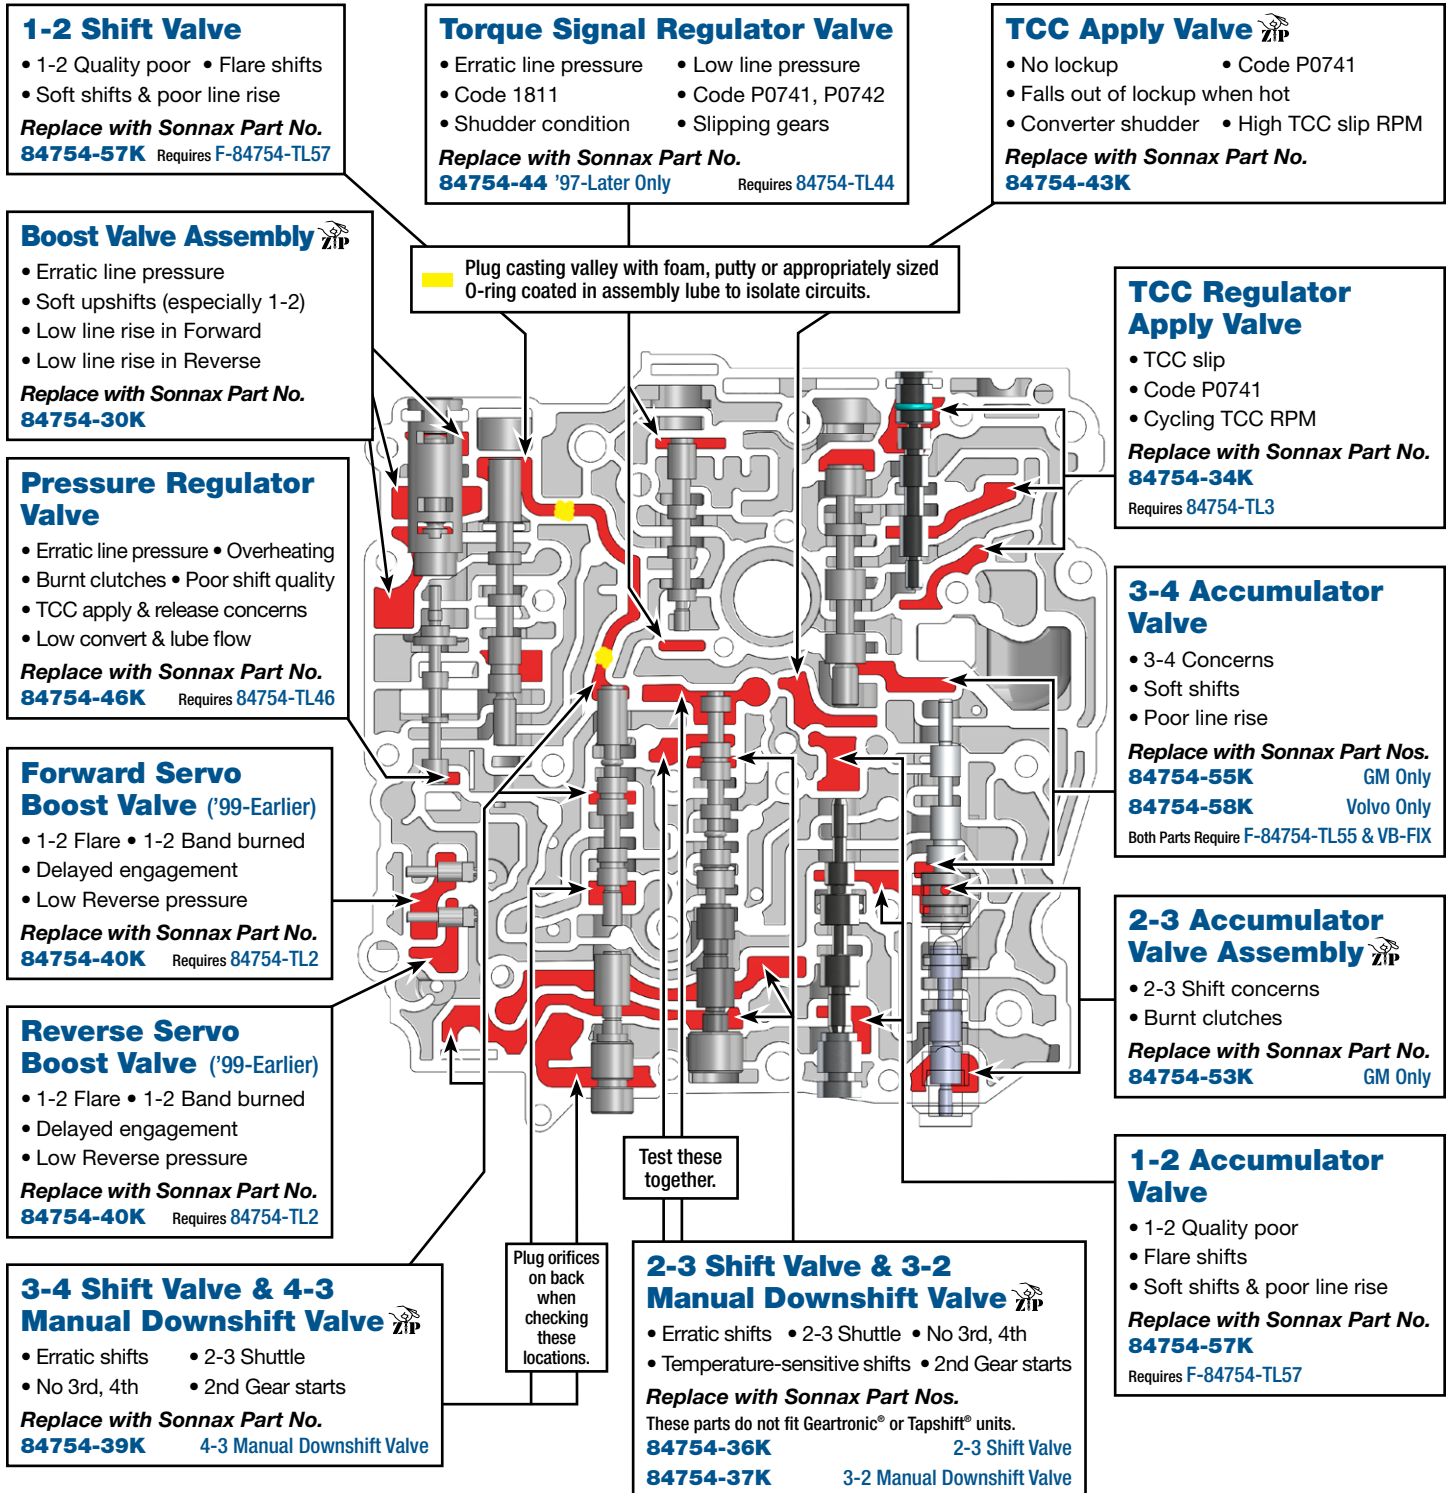 1-2 Shift Valve
• 1-2 Quality poor • Flare shifts
• Soft shifts & poor line rise
Replace with Sonnax Part No.
84754-57K Requires F-84754-TL57
Torque Signal Regulator Valve
• Erratic line pressure • Low line pressure
• Code 1811 • Code P0741, P0742
• Shudder condition • Slipping gears
Replace with Sonnax Part No.
84754-44 ’97-Later Only Requires 84754-TL44
TCC Apply Valve ZIP
• No lockup • Code P0741
• Falls out of lockup when hot
• Converter shudder • High TCC slip RPM
Replace with Sonnax Part No.
84754-43K
Boost Valve Assembly ZIP
• Erratic line pressure
• Soft upshifts (especially 1-2)
• Low line rise in Forward
• Low line rise in Reverse
Replace with Sonnax Part No.
84754-30K
Plug casting valley with foam, putty or appropriately sized
O-ring coated in assembly lube to isolate circuits.
TCC Regulator
Apply Valve
• TCC slip
• Code P0741
• Cycling TCC RPM
Replace with Sonnax Part No.
84754-34K
Requires 84754-TL3
Pressure Regulator
Valve
• Erratic line pressure • Overheating
• Burnt clutches • Poor shift quality
• TCC apply & release concerns
• Low convert & lube flow
Replace with Sonnax Part No.
84754-46K Requires 84754-TL46
3-4 Accumulator
Valve
• 3-4 Concerns
• Soft shifts
• Poor line rise
Replace with Sonnax Part Nos.
84754-55K GM Only
84754-58K Volvo Only
Both Parts Require F-84754-TL55 & VB-FIX
Forward Servo
Boost Valve (’99-Earlier)
• 1-2 Flare • 1-2 Band burned
• Delayed engagement
• Low Reverse pressure
Replace with Sonnax Part No.
84754-40K Requires 84754-TL2
2-3 Accumulator
Valve Assembly ZIP
• 2-3 Shift concerns
• Burnt clutches
Replace with Sonnax Part No.
84754-53K GM Only
Reverse Servo
Boost Valve (’99-Earlier)
• 1-2 Flare • 1-2 Band burned
• Delayed engagement
• Low Reverse pressure
Replace with Sonnax Part No.
84754-40K Requires 84754-TL2
Test these
together.
1-2 Accumulator
Valve
• 1-2 Quality poor
• Flare shifts
• Soft shifts & poor line rise
Replace with Sonnax Part No.
84754-57K
Requires F-84754-TL57
3-4 Shift Valve & 4-3
Manual Downshift Valve ZIP
• Erratic shifts • 2-3 Shuttle
• No 3rd, 4th • 2nd Gear starts
Replace with Sonnax Part No.
84754-39K 4-3 Manual Downshift Valve
Plug orifices
on back
when
checking
these
locations.
2-3 Shift Valve & 3-2
Manual Downshift Valve ZIP
• Erratic shifts • 2-3 Shuttle • No 3rd, 4th
• Temperature-sensitive shifts • 2nd Gear starts
Replace with Sonnax Part Nos.
These parts do not fit Geartronic® or Tapshift® units.
84754-36K 2-3 Shift Valve
84754-37K 3-2 Manual Downshift Valve